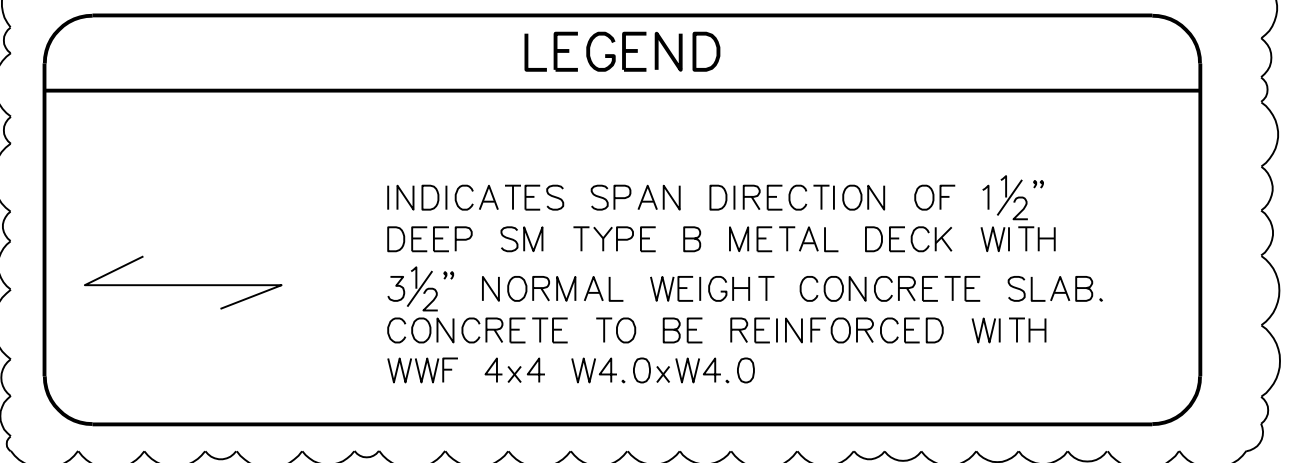 LEGEND
INDICATES SPAN DIRECTION OF 1½”
DEEP SM TYPE B METAL DECK WITH
3½” NORMAL WEIGHT CONCRETE SLAB.
CONCRETE TO BE REINFORCED WITH
WWF 4x4 W4.0xW4.0